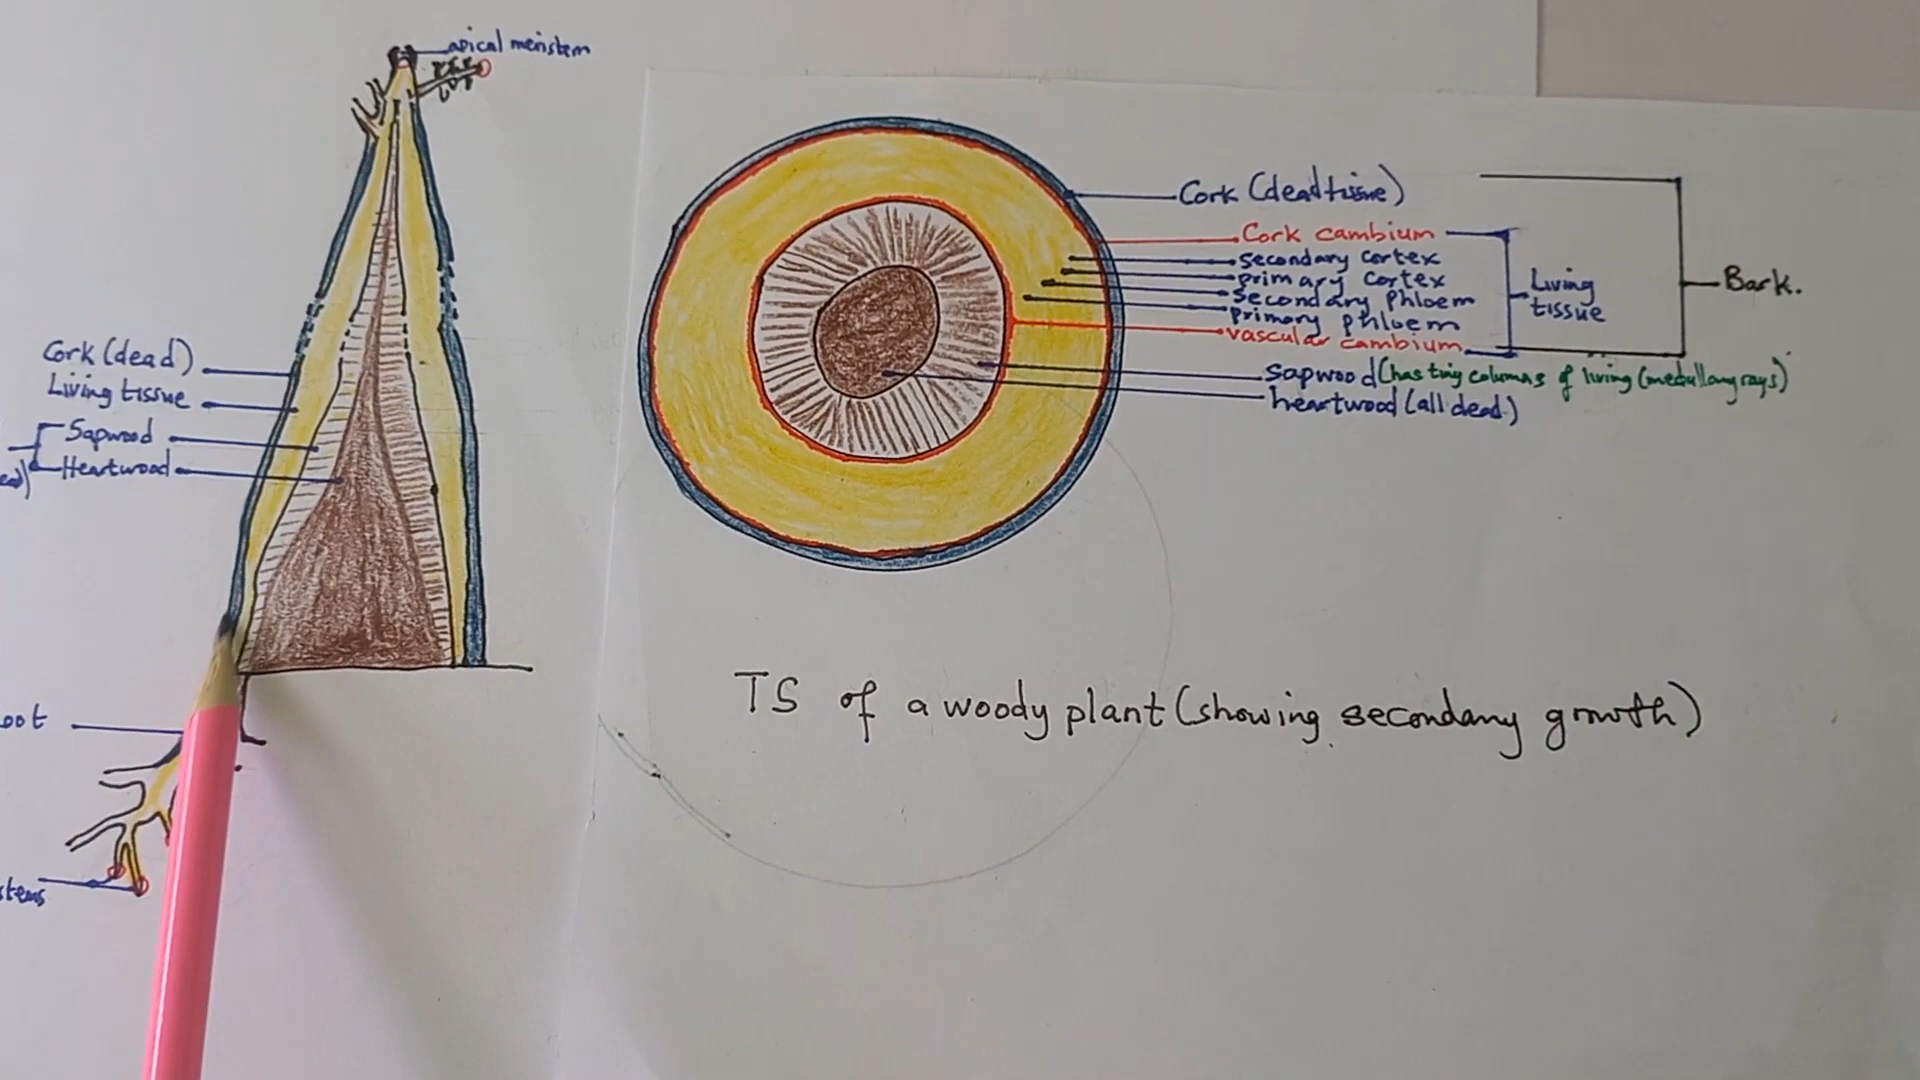 apical meristem
Cork (dead)
Living tissue
Sapwood
Heartwood
ead)
oot
stems
Cork (dead tissue)
Cork cambium
secondary cortex
primary cortex
Secondary Phloem
primary phloem
vascular cambium
Living
tissue
Bark.
sapwood (has tiny columns of living (medullary rays)
heartwood (all dead)
TS of a woody plant (showing secondary growth)